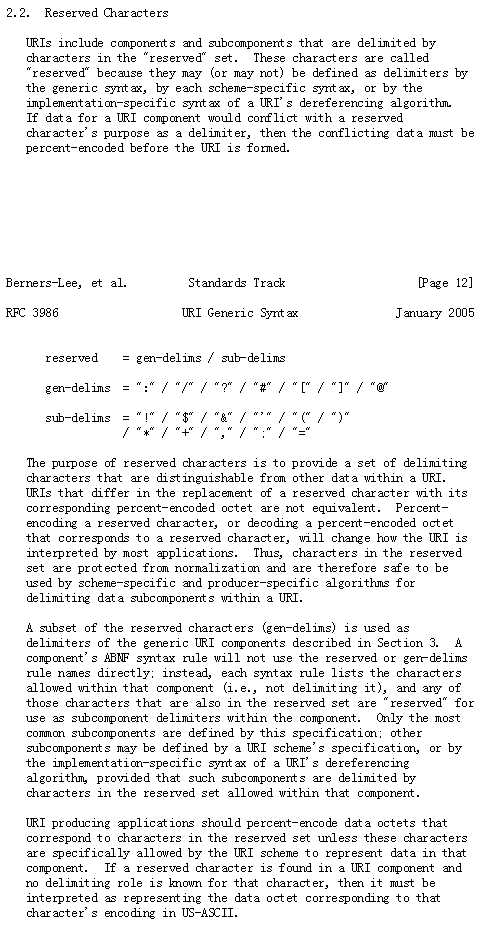 2.2.  Reserved Characters
URIs include components and subcomponents that are delimited by
characters in the "reserved" set.  These characters are called
"reserved" because they may (or may not) be defined as delimiters by
the generic syntax, by each scheme-specific syntax, or by the
implementation-specific syntax of a URI's dereferencing algorithm.
If data for a URI component would conflict with a reserved
character's purpose as a delimiter, then the conflicting data must be
percent-encoded before the URI is formed.
Berners-Lee, et al.         Standards Track                    [Page 12]
RFC 3986                   URI Generic Syntax               January 2005
reserved    = gen-delims / sub-delims
gen-delims  = ":" / "/" / "?" / "#" / "[" / "]" / "@"
sub-delims  = "!" / "$" / "&" / "'" / "(" / ")"
/ "*" / "+" / "," / ";" / "="
The purpose of reserved characters is to provide a set of delimiting
characters that are distinguishable from other data within a URI.
URIs that differ in the replacement of a reserved character with its
corresponding percent-encoded octet are not equivalent.  Percent-
encoding a reserved character, or decoding a percent-encoded octet
that corresponds to a reserved character, will change how the URI is
interpreted by most applications.  Thus, characters in the reserved
set are protected from normalization and are therefore safe to be
used by scheme-specific and producer-specific algorithms for
delimiting data subcomponents within a URI.
A subset of the reserved characters (gen-delims) is used as
delimiters of the generic URI components described in Section 3.  A
component's ABNF syntax rule will not use the reserved or gen-delims
rule names directly; instead, each syntax rule lists the characters
allowed within that component (i.e., not delimiting it), and any of
those characters that are also in the reserved set are "reserved" for
use as subcomponent delimiters within the component.  Only the most
common subcomponents are defined by this specification; other
subcomponents may be defined by a URI scheme's specification, or by
the implementation-specific syntax of a URI's dereferencing
algorithm, provided that such subcomponents are delimited by
characters in the reserved set allowed within that component.
URI producing applications should percent-encode data octets that
correspond to characters in the reserved set unless these characters
are specifically allowed by the URI scheme to represent data in that
component.  If a reserved character is found in a URI component and
no delimiting role is known for that character, then it must be
interpreted as representing the data octet corresponding to that
character's encoding in US-ASCII.